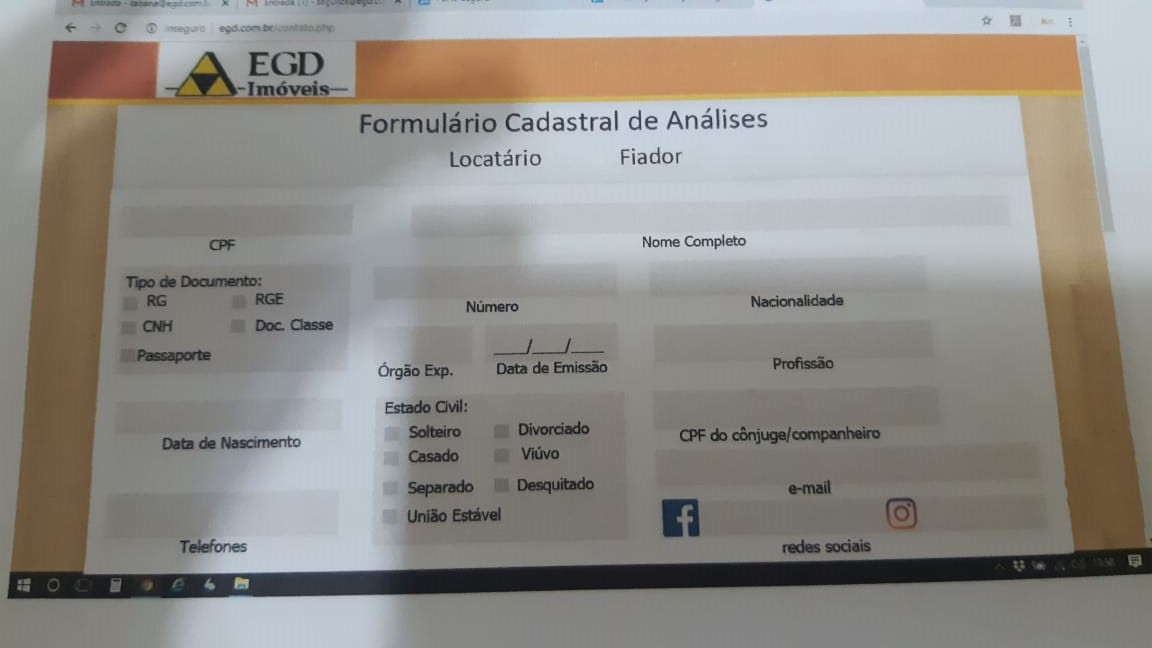 Inseguro egd.com.br/contato.php
EGD
Imóveis
Formulário Cadastral de Análises
Locatário Fiador
CPF
Nome Completo
Tipo de Documento:
RG RGE
CNH Doc. Classe
Passaporte
Número
Nacionalidade
Órgão Exp.
___/___/___
Data de Emissão
Profissão
Data de Nascimento
Estado Civil:
Solteiro Divorciado
Casado Viúvo
Separado Desquitado
União Estável
CPF do cônjuge/companheiro
e-mail
Telefones
redes sociais